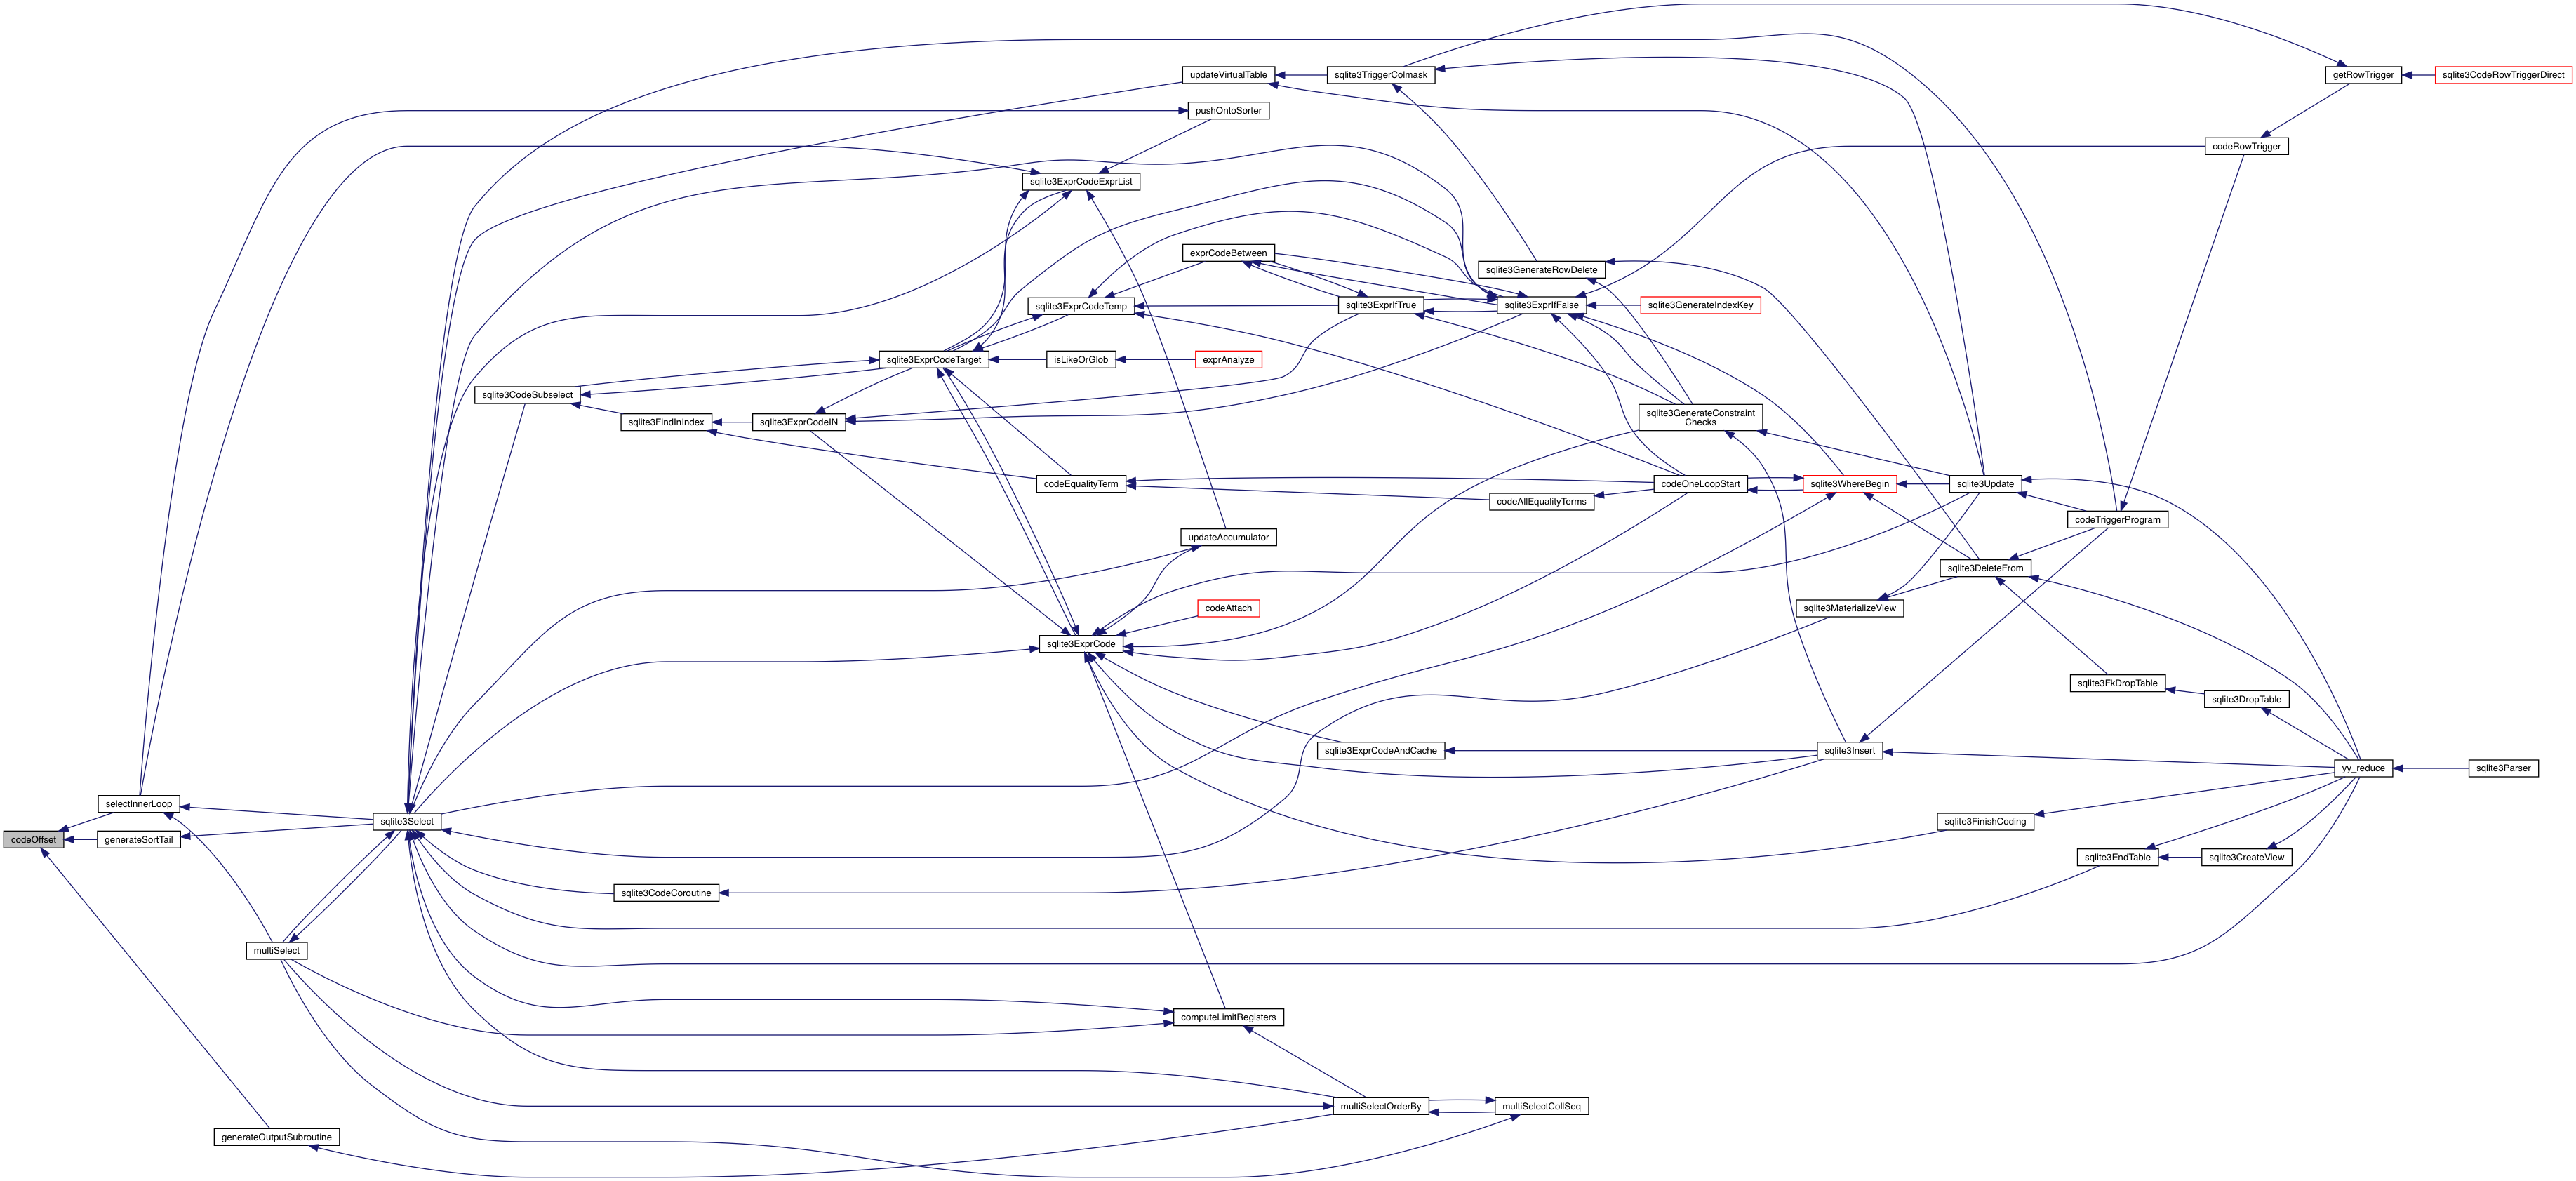 updateVirtualTable
sqlite3TriggerColmask
getRowTrigger
sqlite3CodeRowTriggerDirect
pushOntoSorter
codeRowTrigger
sqlite3ExprCodeExprList
exprCodeBetween
sqlite3GenerateRowDelete
sqlite3ExprCodeTemp
sqlite3ExprIfTrue
sqlite3ExprIfFalse
sqlite3GenerateIndexKey
sqlite3ExprCodeTarget
isLikeOrGlob
exprAnalyze
sqlite3CodeSubselect
sqlite3FindInIndex
sqlite3ExprCodeIN
sqlite3GenerateConstraint
Checks
codeEqualityTerm
codeAllEqualityTerms
codeOneLoopStart
sqlite3WhereBegin
sqlite3Update
codeTriggerProgram
updateAccumulator
sqlite3DeleteFrom
codeAttach
sqlite3MaterializeView
sqlite3ExprCode
sqlite3FkDropTable
sqlite3DropTable
sqlite3ExprCodeAndCache
sqlite3Insert
yy_reduce
sqlite3Parser
selectInnerLoop
sqlite3Select
sqlite3FinishCoding
codeOffset
generateSortTail
sqlite3EndTable
sqlite3CreateView
sqlite3CodeCoroutine
multiSelect
computeLimitRegisters
multiSelectOrderBy
multiSelectCollSeq
generateOutputSubroutine